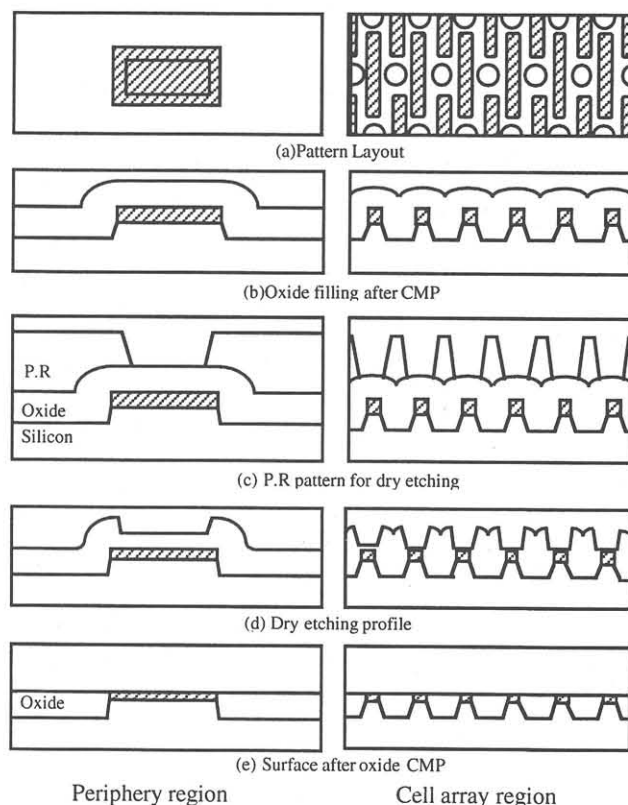 (a)Pattern Layout
(b)Oxide filling after CMP
P.R
Oxide
Silicon
(c) P.R pattern for dry etching
(d) Dry etching profile
Oxide
(e) Surface after oxide CMP
Periphery region Cell array region